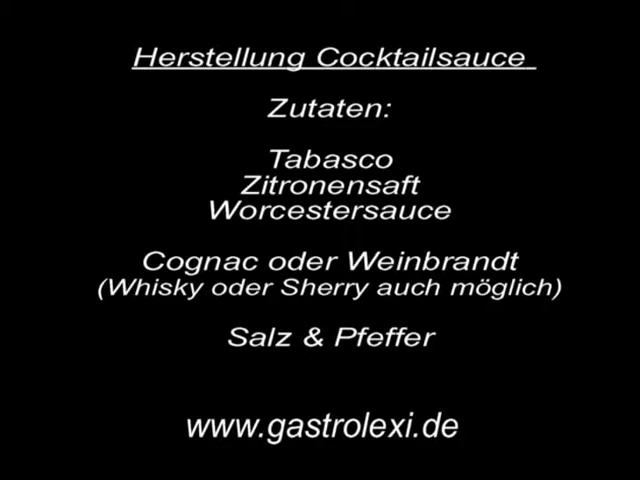 Herstellung Cocktailsauce
Zutaten:
Tabasco
Zitronensaft
Worcestersauce
Cognac oder Weinbrandt
(Whisky oder Sherry auch möglich)
Salz & Pfeffer
www.gastrolexi.de